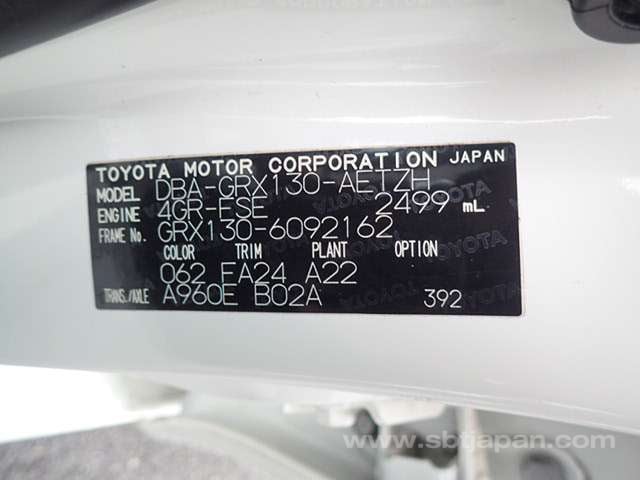 TOYOTA MOTOR CORPORATION JAPAN
MODEL DBA-GRX130-AETZH
ENGINE 4GR-FSE 2499 mL
FRAME No. GRX130-6092162
COLOR TRIM PLANT OPTION
062 FA24 A22
TRANS./AXLE A960E B02A 392
www.sbtjapan.com